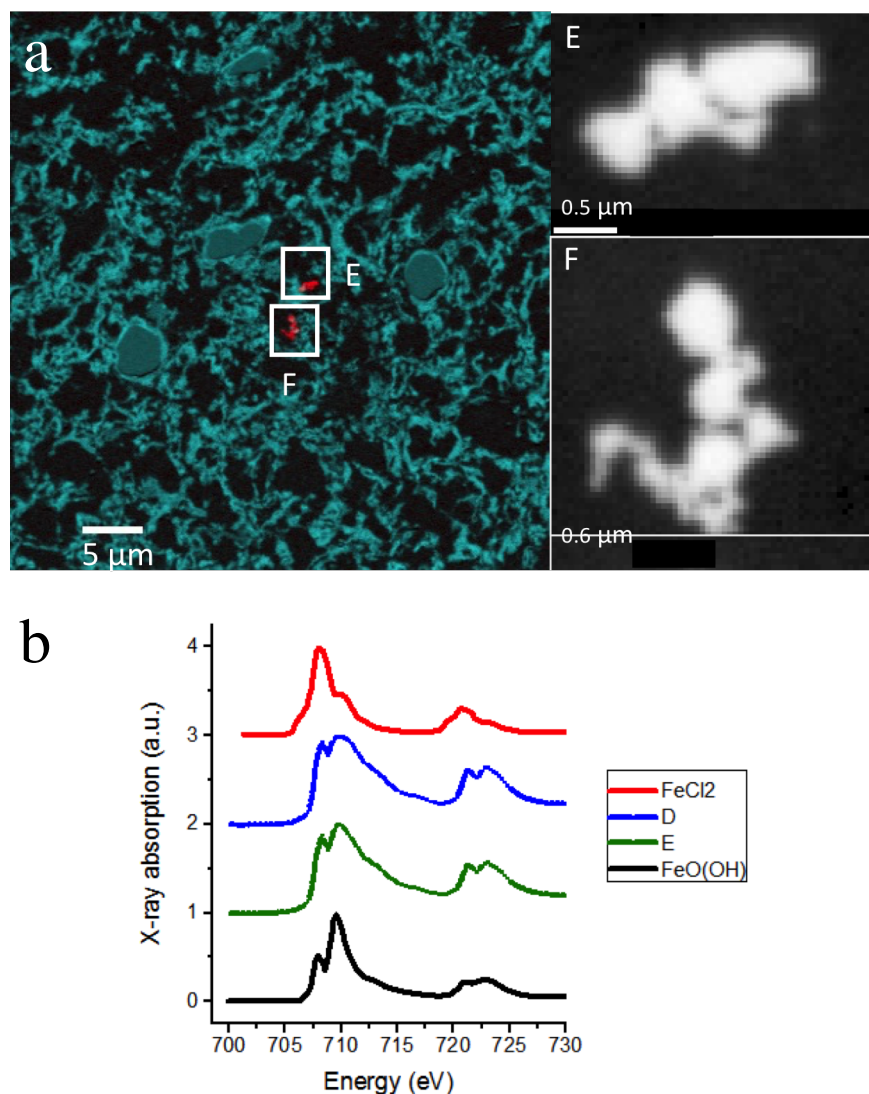 a
E
F
5 μm
E
0.5 μm
F
0.6 μm
b
X-ray absorption (a.u.)
4
3
2
1
0
700 705 710 715 720 725 730
Energy (eV)
FeCl2
D
E
FeO(OH)